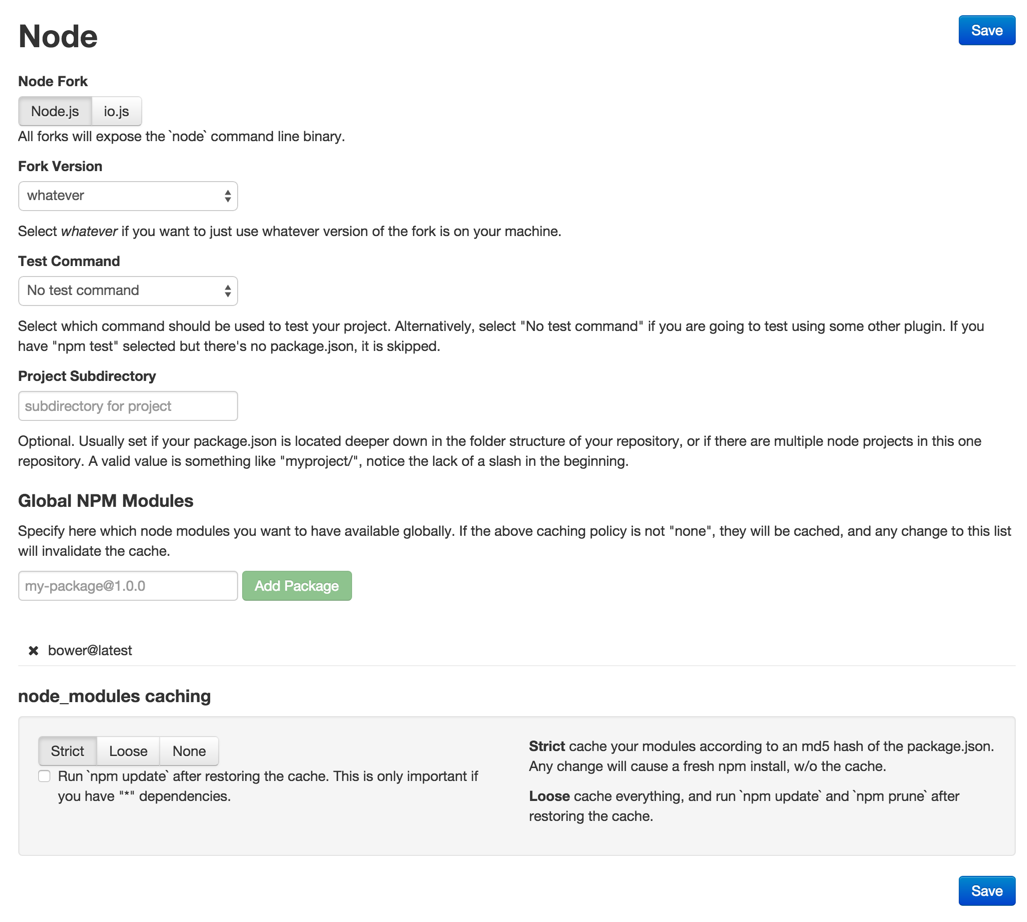 Node
Save
Node Fork
Node.js io.js
All forks will expose the `node` command line binary.
Fork Version
whatever
Select whatever if you want to just use whatever version of the fork is on your machine.
Test Command
No test command
Select which command should be used to test your project. Alternatively, select "No test command" if you are going to test using some other plugin. If you
have "npm test" selected but there's no package.json, it is skipped.
Project Subdirectory
subdirectory for project
Optional. Usually set if your package.json is located deeper down in the folder structure of your repository, or if there are multiple node projects in this one
repository. A valid value is something like "myproject/", notice the lack of a slash in the beginning.
Global NPM Modules
Specify here which node modules you want to have available globally. If the above caching policy is not "none", they will be cached, and any change to this list
will invalidate the cache.
my-package@1.0.0 Add Package
✖ bower@latest
node_modules caching
Strict Loose None
Run `npm update` after restoring the cache. This is only important if
you have "*" dependencies.
Strict cache your modules according to an md5 hash of the package.json.
Any change will cause a fresh npm install, w/o the cache.
Loose cache everything, and run `npm update` and `npm prune` after
restoring the cache.
Save